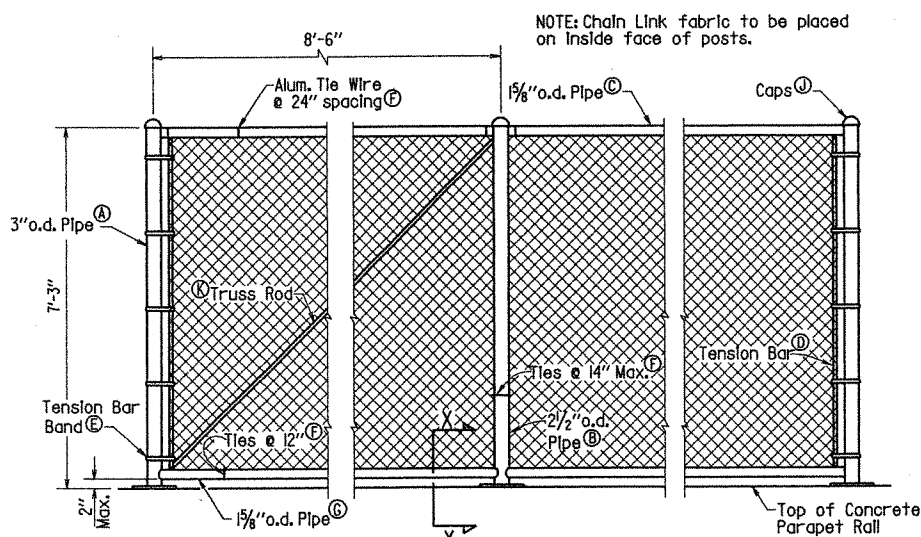 NOTE: Chain Link fabric to be placed
on inside face of posts.
8'-6"
Alum. Tie Wire
@ 24" spacing Ⓕ
1⅝" o.d. Pipe Ⓒ
Caps Ⓙ
3" o.d. Pipe Ⓐ
7'-3"
Ⓚ Truss Rod
Tension Bar Ⓓ
Ties @ 14" Max. Ⓕ
Tension Bar
Band Ⓔ
Ties @ 12" Ⓕ
X
2½" o.d.
Pipe Ⓑ
2"
Max.
1⅝" o.d. Pipe Ⓖ
X
Top of Concrete
Parapet Rail